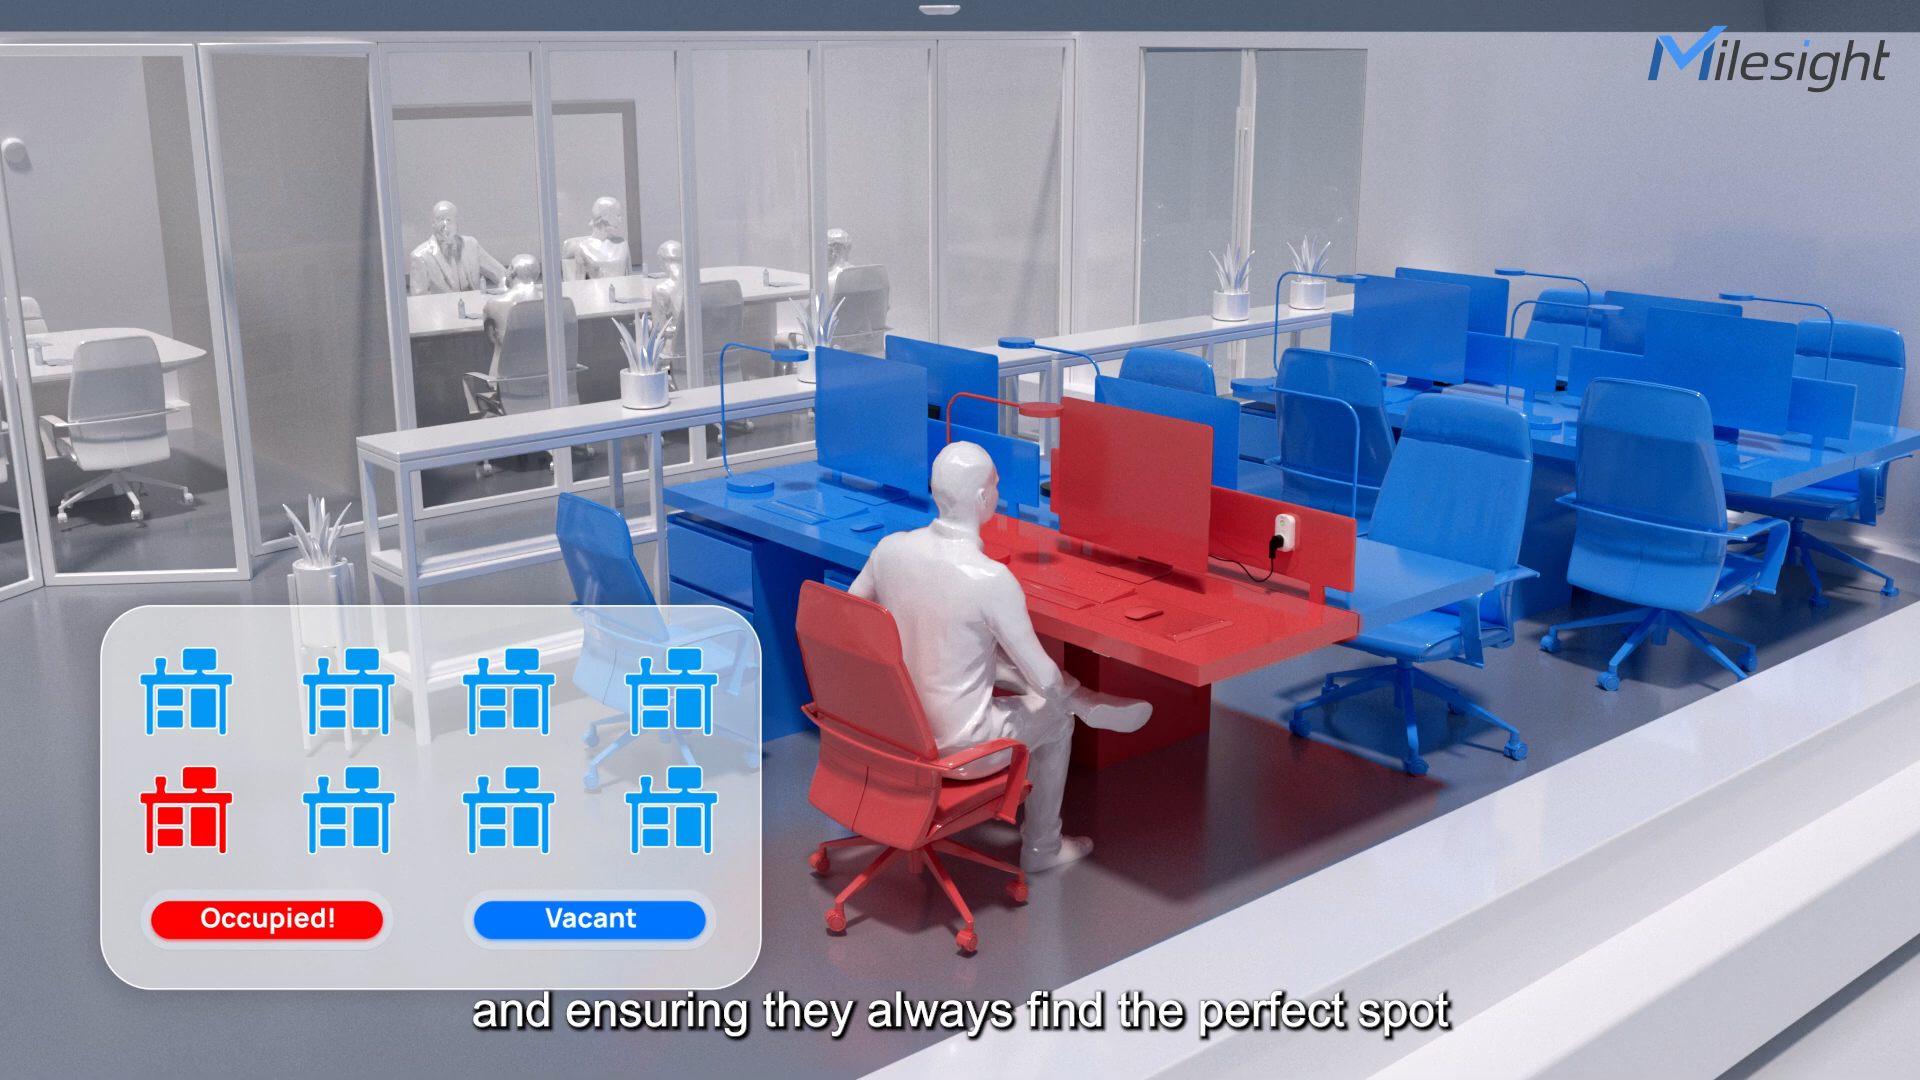 Milesight
Occupied!
Vacant
and ensuring they always find the perfect spot